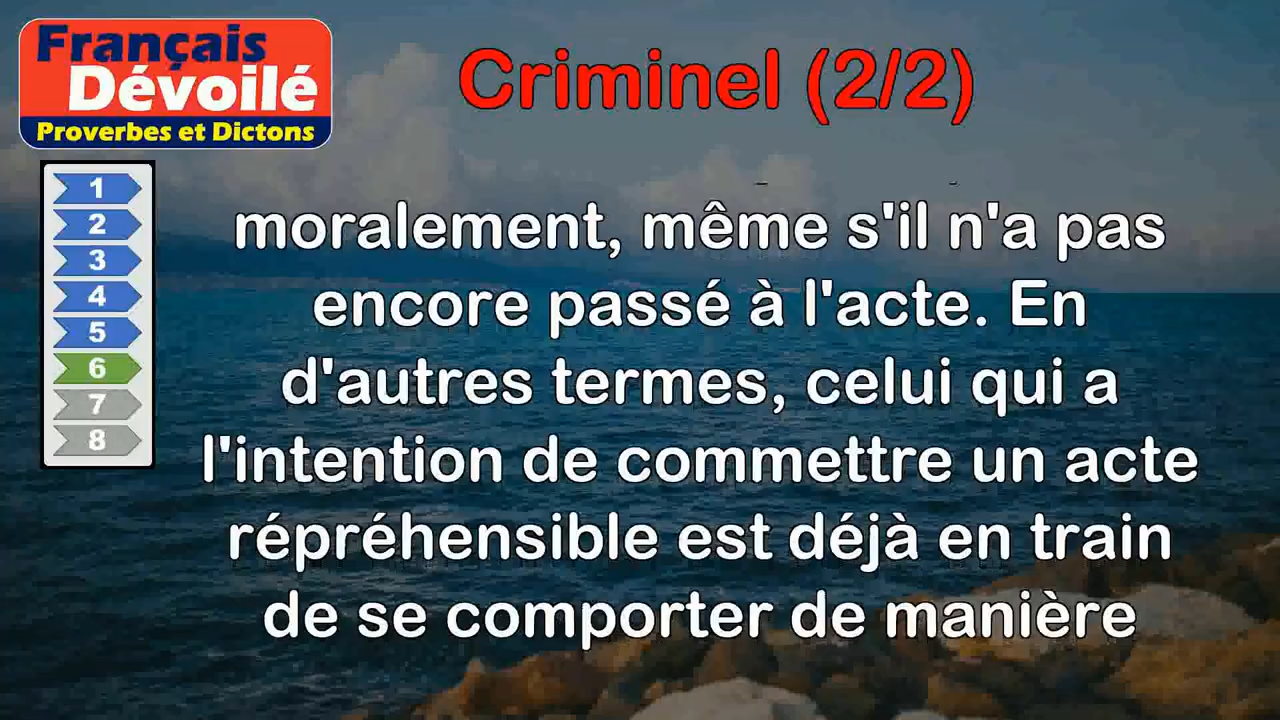 Français
Dévoilé
Proverbes et Dictons
Criminel (2/2)
1
2
3
4
5
6
7
8
moralement, même s'il n'a pas
encore passé à l'acte. En
d'autres termes, celui qui a
l'intention de commettre un acte
répréhensible est déjà en train
de se comporter de manière